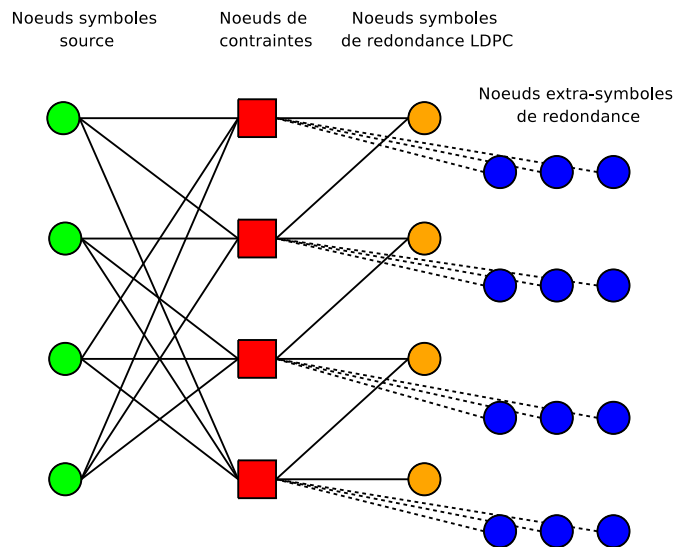 Noeuds symboles
source
Noeuds de
contraintes
Noeuds symboles
de redondance LDPC
Noeuds extra-symboles
de redondance